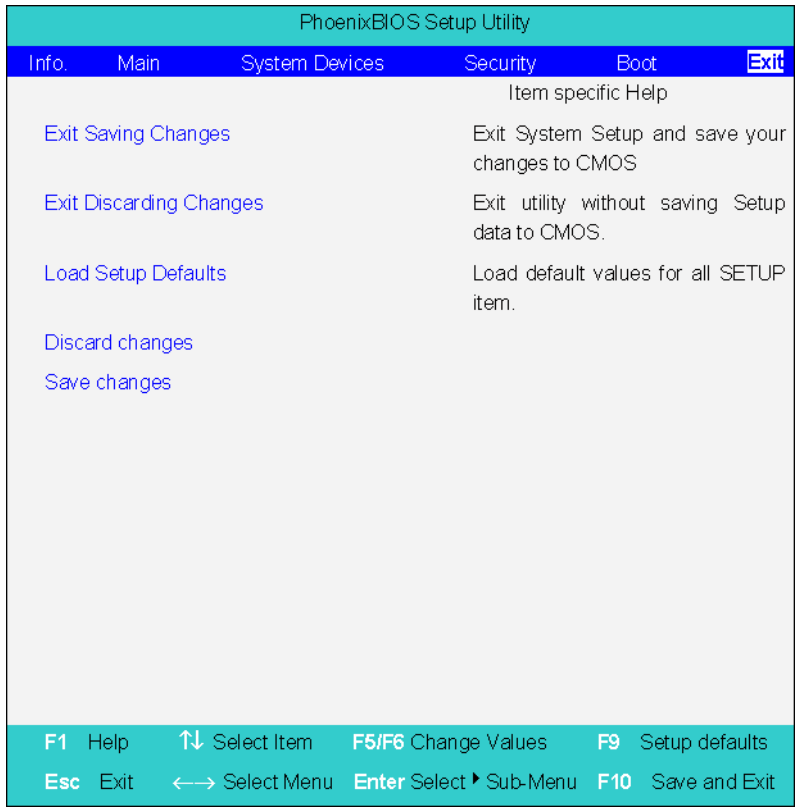 PhoenixBIOS Setup Utility
Info. Main System Devices Security Boot Exit
Item specific Help
Exit Saving Changes
Exit System Setup and save your
changes to CMOS
Exit Discarding Changes
Exit utility without saving Setup
data to CMOS.
Load Setup Defaults
Load default values for all SETUP
item.
Discard changes
Save changes
F1 Help ↑↓ Select Item F5/F6 Change Values F9 Setup defaults
Esc Exit ←→ Select Menu Enter Select ▸ Sub-Menu F10 Save and Exit